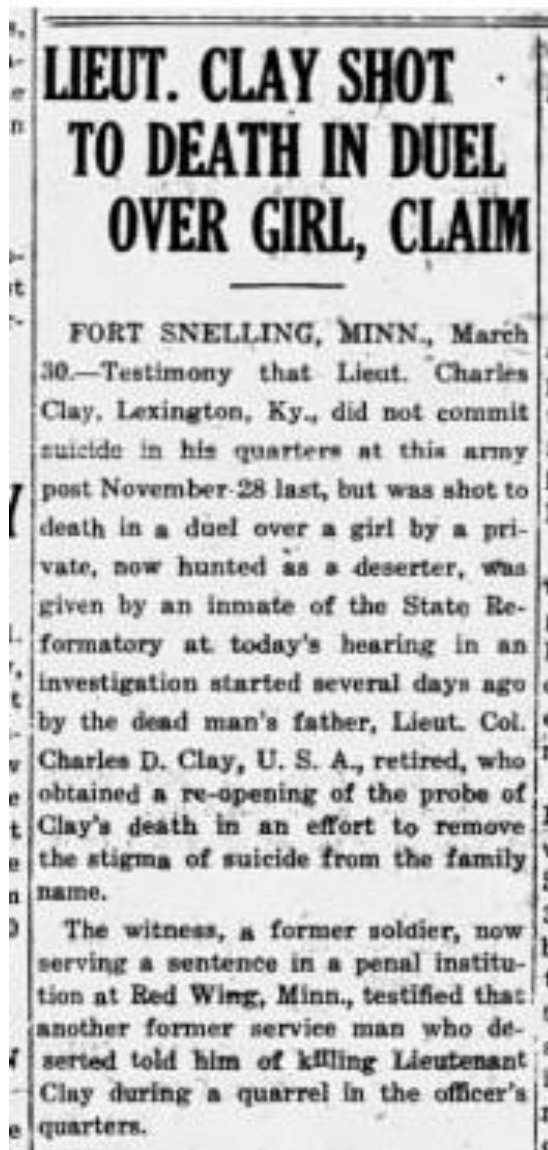 LIEUT. CLAY SHOT
TO DEATH IN DUEL
OVER GIRL, CLAIM
FORT SNELLING, MINN., March
30.—Testimony that Lieut. Charles
Clay, Lexington, Ky., did not commit
suicide in his quarters at this army
post November 28 last, but was shot to
death in a duel over a girl by a pri-
vate, now hunted as a deserter, was
given by an inmate of the State Re-
formatory at today's hearing in an
investigation started several days ago
by the dead man's father, Lieut. Col.
Charles D. Clay, U. S. A., retired, who
obtained a re-opening of the probe of
Clay's death in an effort to remove
the stigma of suicide from the family
name.
The witness, a former soldier, now
serving a sentence in a penal institu-
tion at Red Wing, Minn., testified that
another former service man who de-
serted told him of killing Lieutenant
Clay during a quarrel in the officer's
quarters.